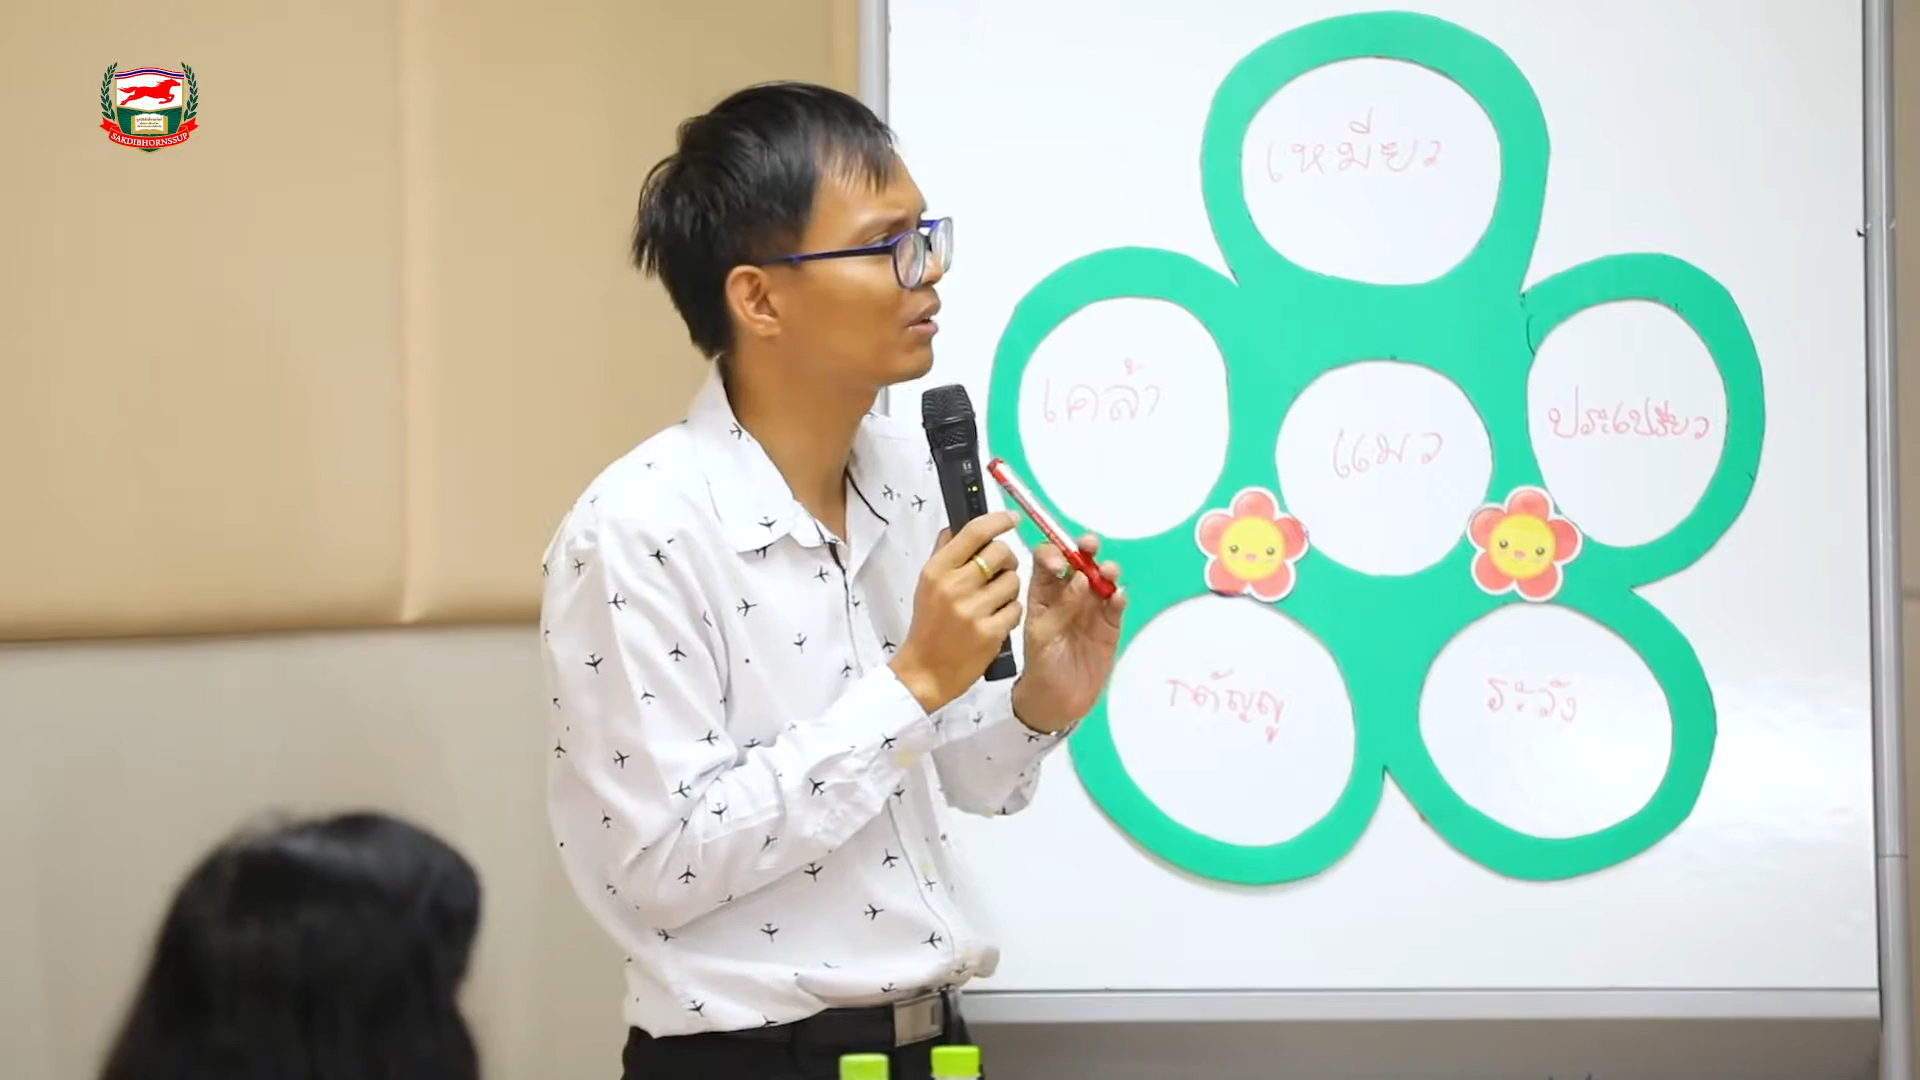 SAKDIBHORNSSUP
เหมียว
เคล้า
แมว
ประเปรียว
กตัญญู
ระวัง